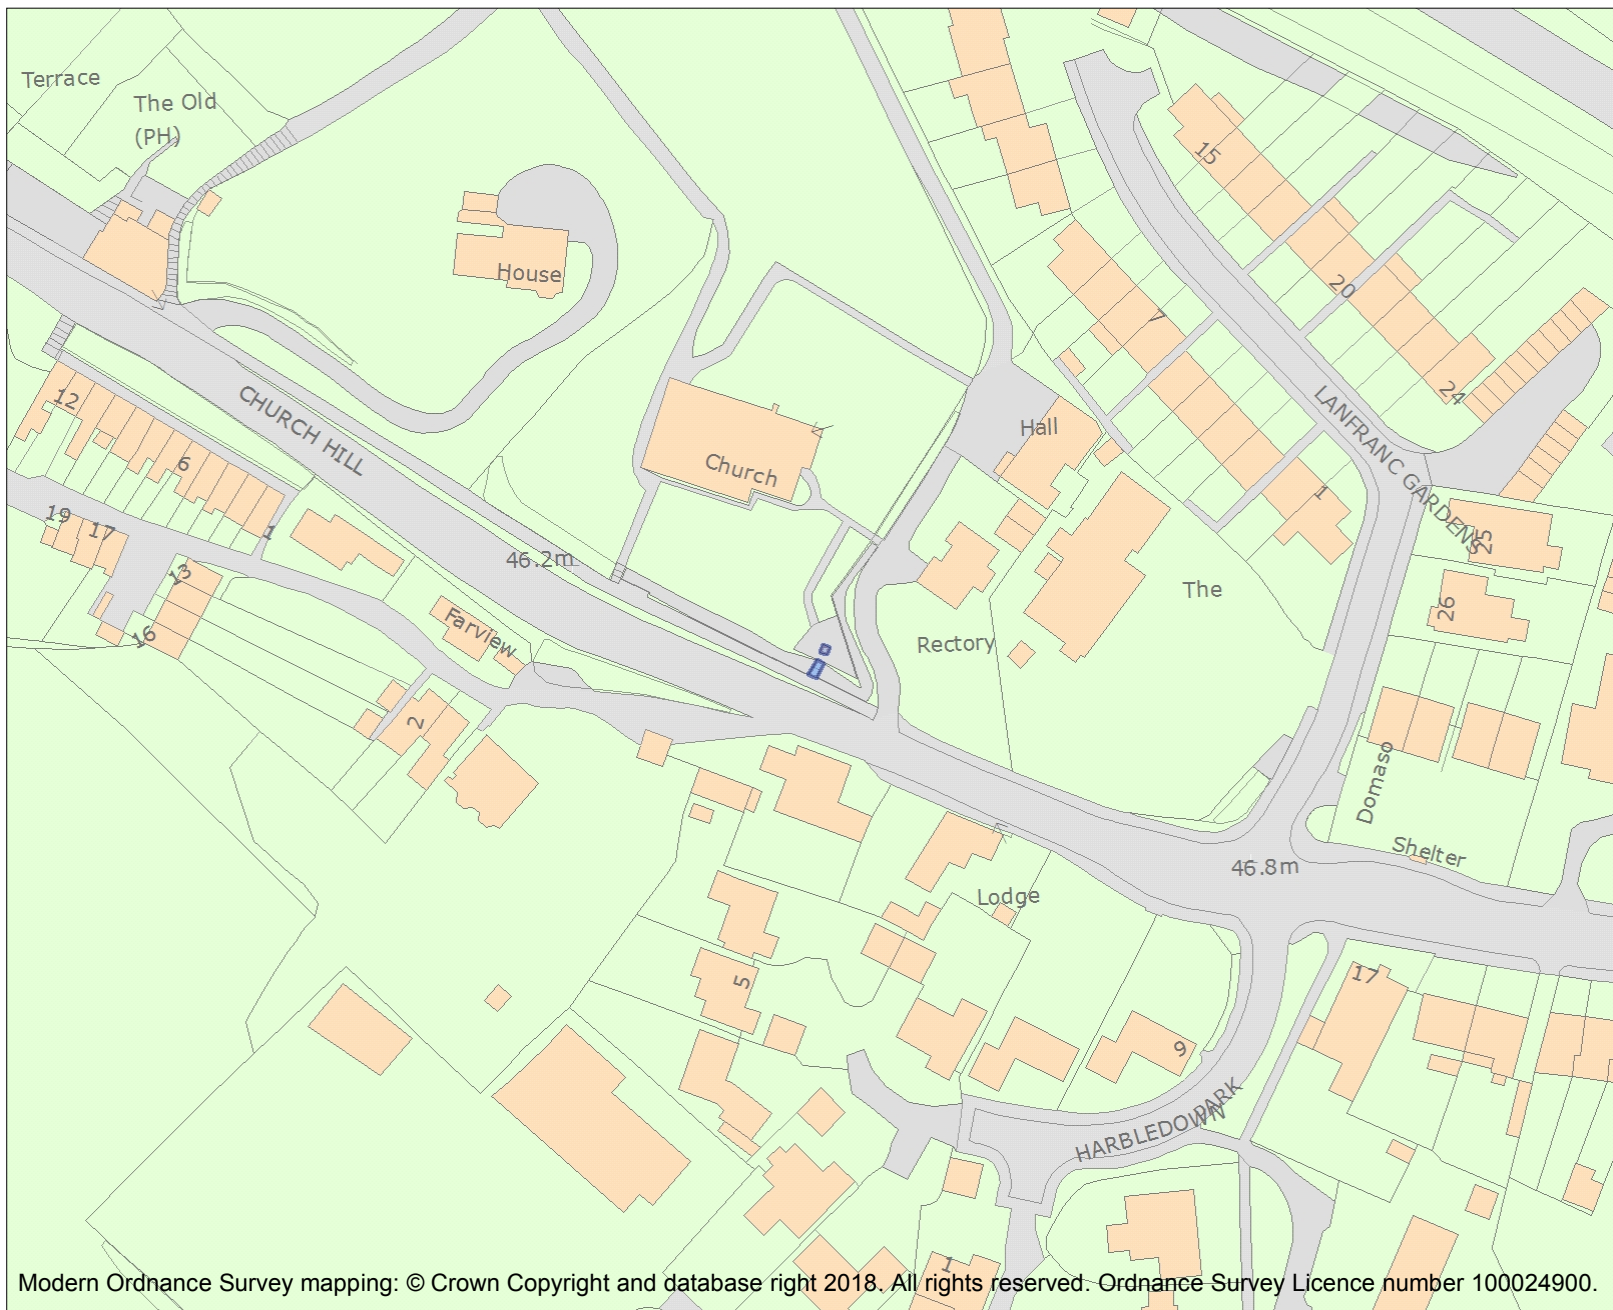 Terrace
The Old
(PH)
15
House
20
7
24
12
CHURCH HILL
Hall
LANFRANC GARDENS
6
Church
1
19
17
1
25
46.2m
13
The
26
16
Farview
Rectory
2
Domaso
Shelter
46.8m
Lodge
5
17
9
HARBLEDOWN
PARK
1
Modern Ordnance Survey mapping: © Crown Copyright and database right 2018. All rights reserved. Ordnance Survey Licence number 100024900.